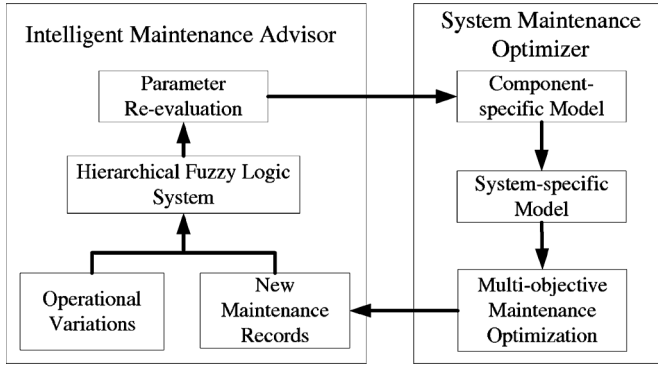 Intelligent Maintenance Advisor
Parameter
Re-evaluation
Hierarchical Fuzzy Logic
System
Operational
Variations
New
Maintenance
Records
System Maintenance
Optimizer
Component-
specific Model
System-specific
Model
Multi-objective
Maintenance
Optimization